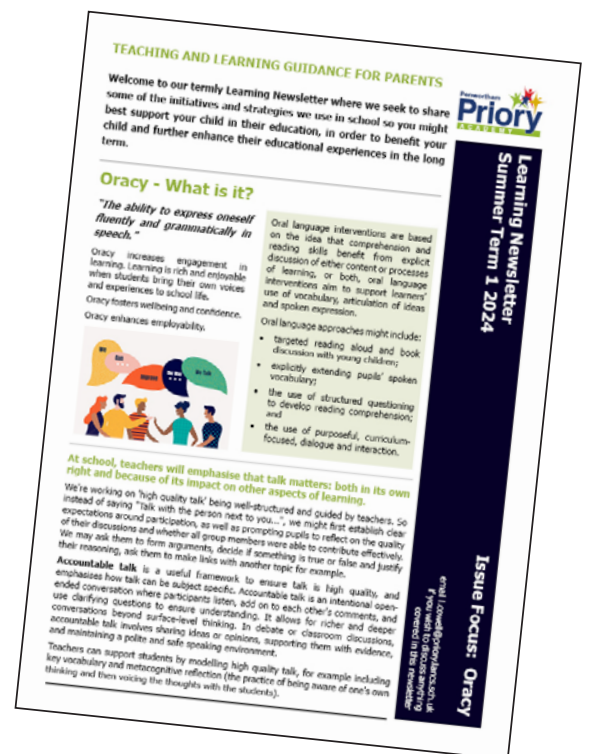 TEACHING AND LEARNING GUIDANCE FOR PARENTS
Welcome to our termly Learning Newsletter where we seek to share
some of the initiatives and strategies we use in school so you might
best support your child in their education, in order to benefit your
child and further enhance their educational experiences in the long
term.
Penwortham
Priory
ACADEMY
Learning Newsletter
Summer Term 1 2024
Oracy - What is it?
"The ability to express oneself
fluently and grammatically in
speech."
Oracy increases engagement in
learning. Learning is rich and enjoyable
when students bring their own voices
and experiences to school life.
Oracy fosters wellbeing and confidence.
Oracy enhances employability.
Oral language interventions are based
on the idea that comprehension and
reading skills benefit from explicit
discussion of either content or processes
of learning, or both, oral language
interventions aim to support learners'
use of vocabulary, articulation of ideas
and spoken expression.
Oral language approaches might include:
• targeted reading aloud and book
discussion with young children;
• explicitly extending pupils' spoken
vocabulary;
• the use of structured questioning
to develop reading comprehension;
and
• the use of purposeful, curriculum-
focused, dialogue and interaction.
At school, teachers will emphasise that talk matters: both in its own
right and because of its impact on other aspects of learning.
We're working on 'high quality talk' being well-structured and guided by teachers. So
instead of saying "Talk with the person next to you...", we might first establish clear
expectations around participation, as well as prompting pupils to reflect on the quality
of their discussions and whether all group members were able to contribute effectively.
We may ask them to form arguments, decide if something is true or false and justify
their reasoning, ask them to make links with another topic for example.
Accountable talk is a useful framework to ensure talk is high quality, and
emphasises how talk can be subject specific. Accountable talk is an intentional open-
ended conversation where participants listen, add on to each other's comments, and
use clarifying questions to ensure understanding. It allows for richer and deeper
conversations beyond surface-level thinking. In debate or classroom discussions,
accountable talk involves sharing ideas or opinions, supporting them with evidence,
and maintaining a polite and safe speaking environment.
Teachers can support students by modelling high quality talk, for example including
key vocabulary and metacognitive reflection (the practice of being aware of one's own
thinking and then voicing the thoughts with the students).
Issue Focus: Oracy
if you wish to discuss anything
covered in this newsletter